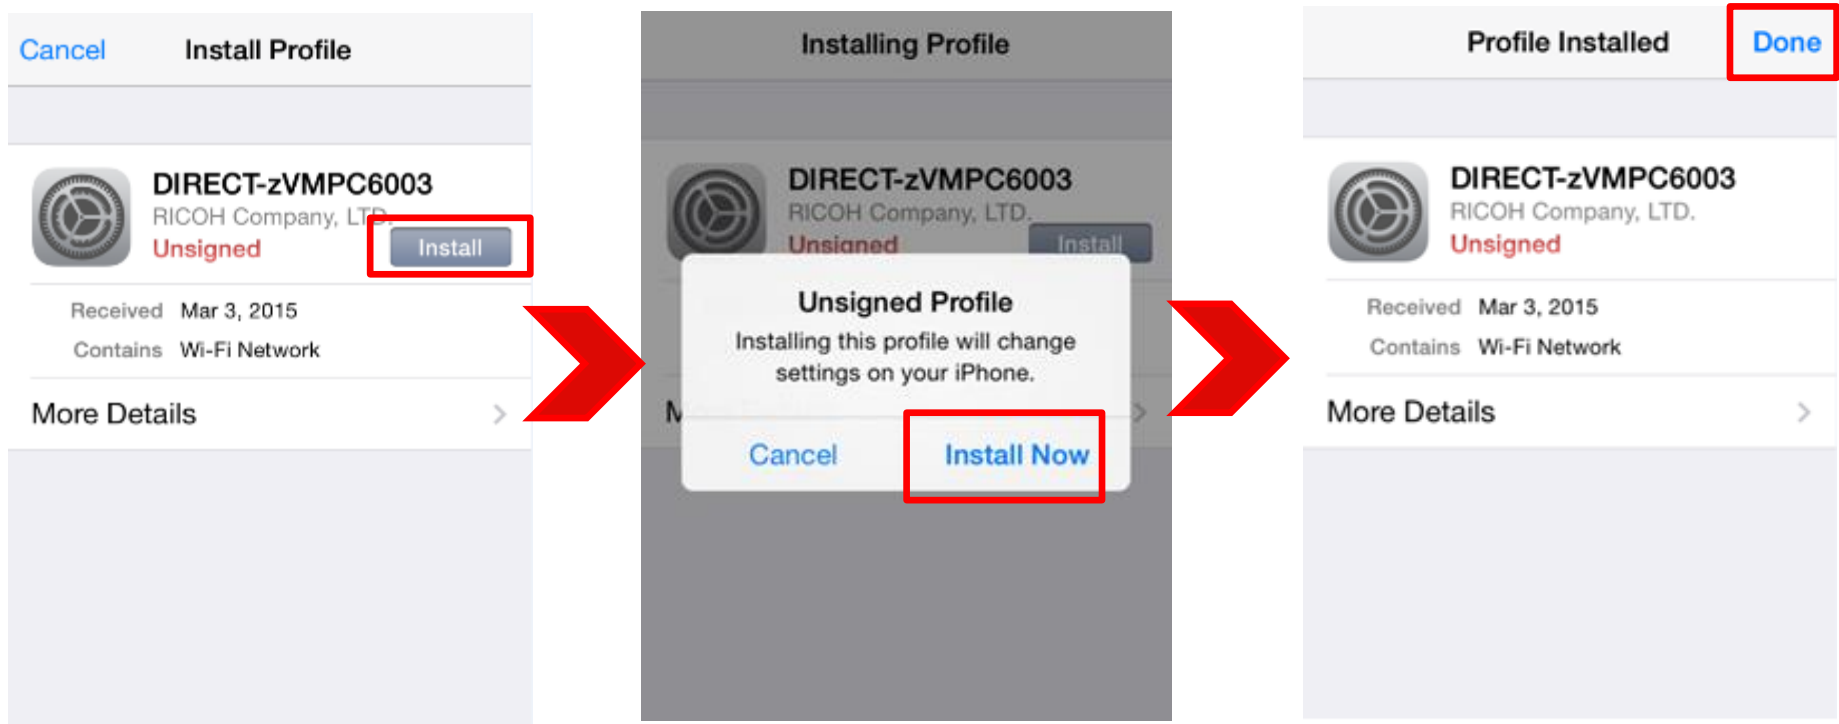 Cancel
Install Profile
DIRECT-zVMPC6003
RICOH Company, LTD.
Unsigned
Install
Received Mar 3, 2015
Contains Wi-Fi Network
More Details
Installing Profile
DIRECT-zVMPC6003
RICOH Company, LTD.
Unsigned
Install
Unsigned Profile
Installing this profile will change
settings on your iPhone.
Cancel
Install Now
Profile Installed
Done
DIRECT-zVMPC6003
RICOH Company, LTD.
Unsigned
Received Mar 3, 2015
Contains Wi-Fi Network
More Details